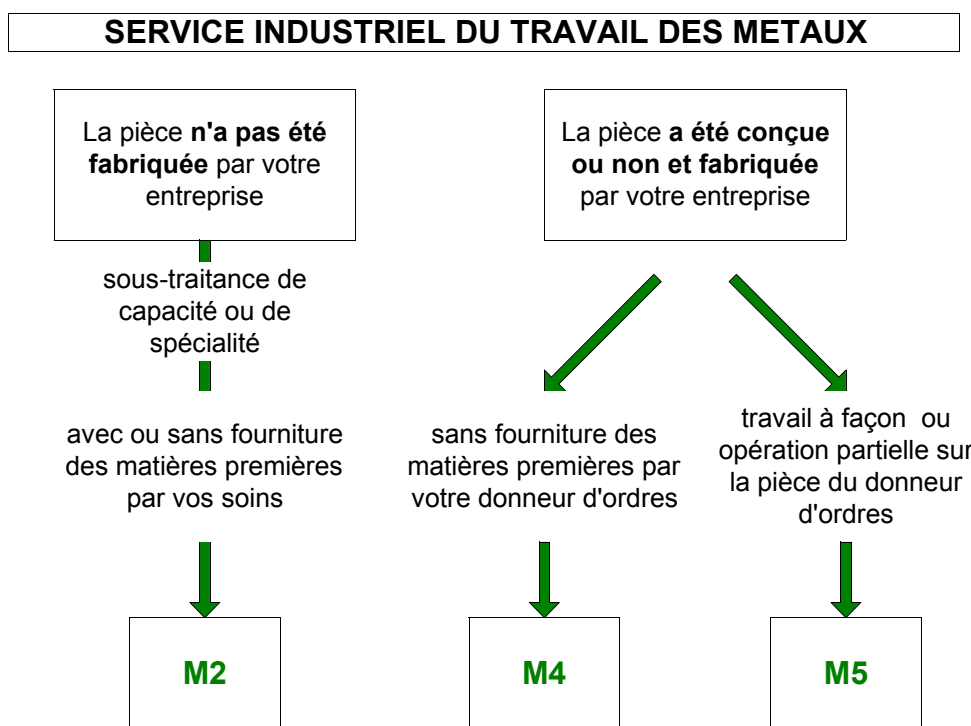 SERVICE INDUSTRIEL DU TRAVAIL DES METAUX
La pièce n'a pas été
fabriquée par votre
entreprise
La pièce a été conçue
ou non et fabriquée
par votre entreprise
sous-traitance de
capacité ou de
spécialité
avec ou sans fourniture
des matières premières
par vos soins
sans fourniture des
matières premières par
votre donneur d'ordres
travail à façon ou
opération partielle sur
la pièce du donneur
d'ordres
M2
M4
M5